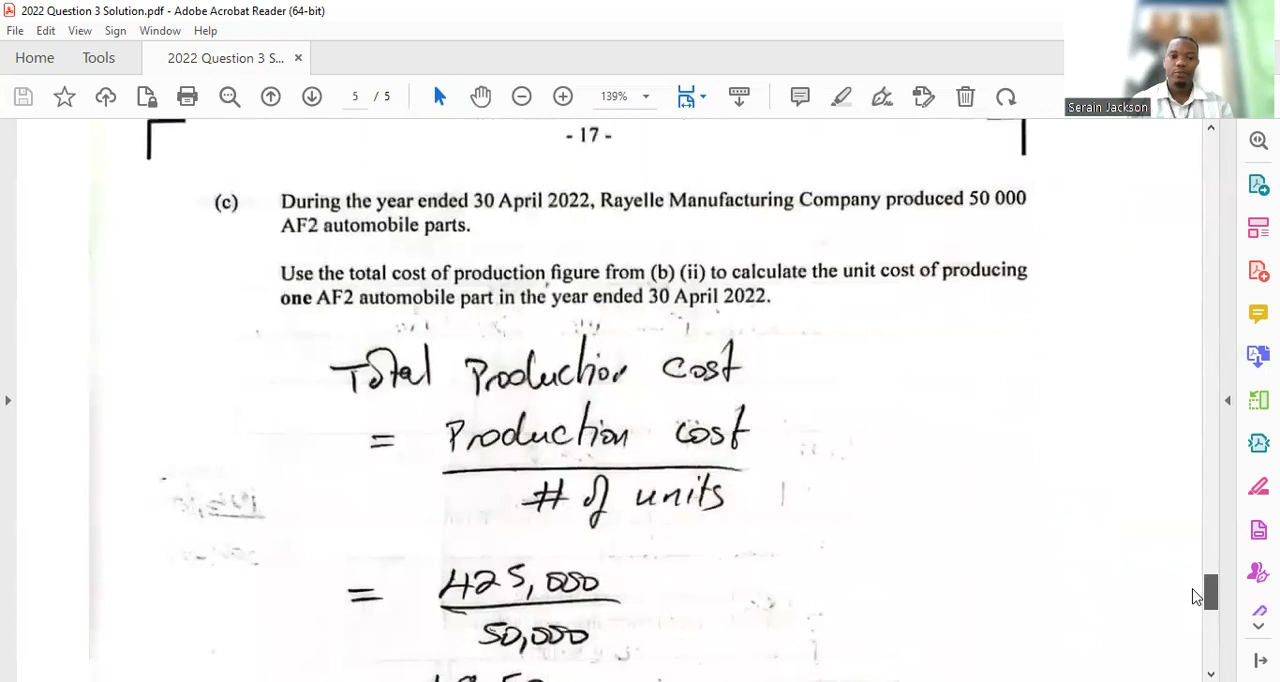 2022 Question 3 Solution.pdf - Adobe Acrobat Reader (64-bit)
File Edit View Sign Window Help
Home Tools 2022 Question 3 S... ×
5 / 5 139%
Serain Jackson
- 17 -
(c) During the year ended 30 April 2022, Rayelle Manufacturing Company produced 50 000
AF2 automobile parts.
Use the total cost of production figure from (b) (ii) to calculate the unit cost of producing
one AF2 automobile part in the year ended 30 April 2022.
Total Production cost
= Production cost
# of units
= 425,000
50,000